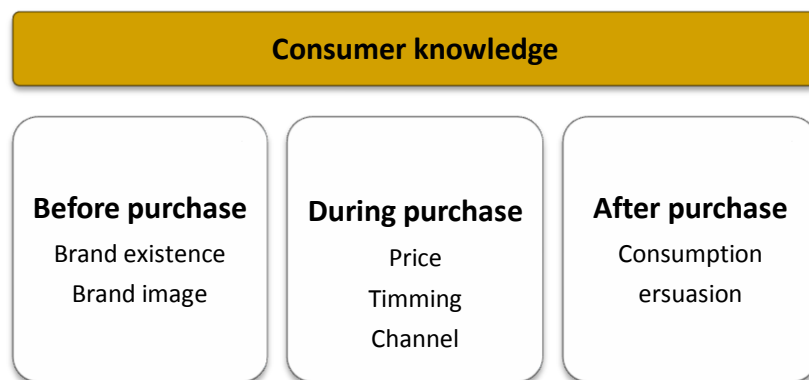 Consumer knowledge
Before purchase
Brand existence
Brand image
During purchase
Price
Timming
Channel
After purchase
Consumption
ersuasion